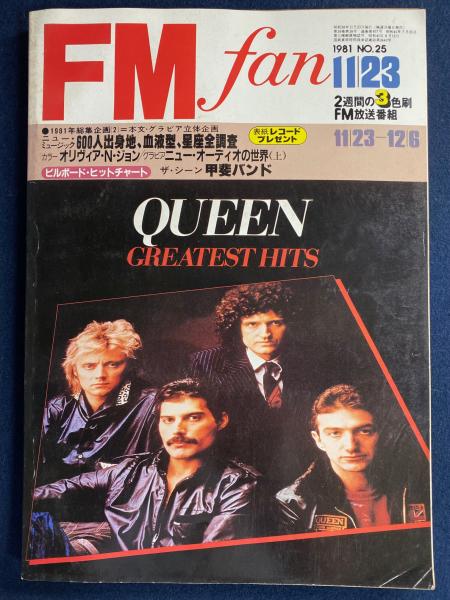 FM fan
1981 NO.25
11/23
2週間の3色刷
FM放送番組
11/23-12/6
●1981年総集企画〔2〕=本文・グラビア立体企画
ニュー・ミュージック600人出身地、血液型、星座全調査
表紙レコードプレゼント
カラー オリヴィア・N・ジョン/グラビア ニュー・オーディオの世界(上)
ビルボード・ヒットチャート
ザ・シーン 甲斐バンド
QUEEN
GREATEST HITS
QUEEN